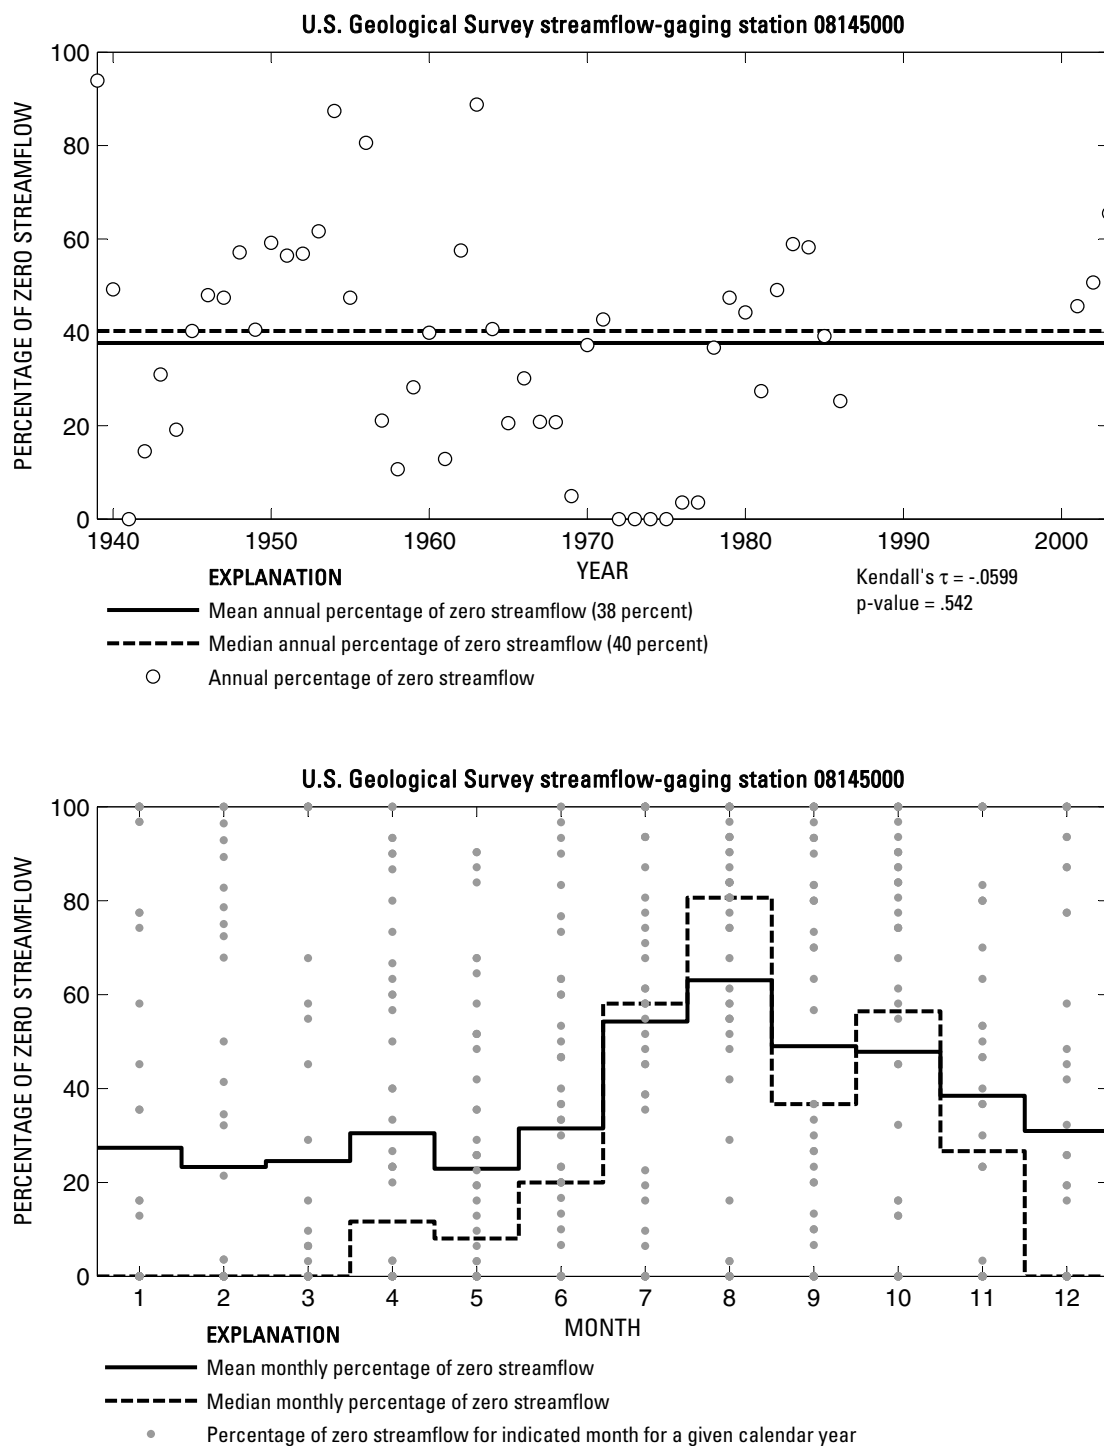 U.S. Geological Survey streamflow-gaging station 08145000
PERCENTAGE OF ZERO STREAMFLOW
100
80
60
40
20
0
1940 1950 1960 1970 1980 1990 2000
YEAR
Kendall's τ = -.0599
p-value = .542
EXPLANATION
Mean annual percentage of zero streamflow (38 percent)
Median annual percentage of zero streamflow (40 percent)
Annual percentage of zero streamflow
U.S. Geological Survey streamflow-gaging station 08145000
PERCENTAGE OF ZERO STREAMFLOW
100
80
60
40
20
0
1 2 3 4 5 6 7 8 9 10 11 12
MONTH
EXPLANATION
Mean monthly percentage of zero streamflow
Median monthly percentage of zero streamflow
Percentage of zero streamflow for indicated month for a given calendar year